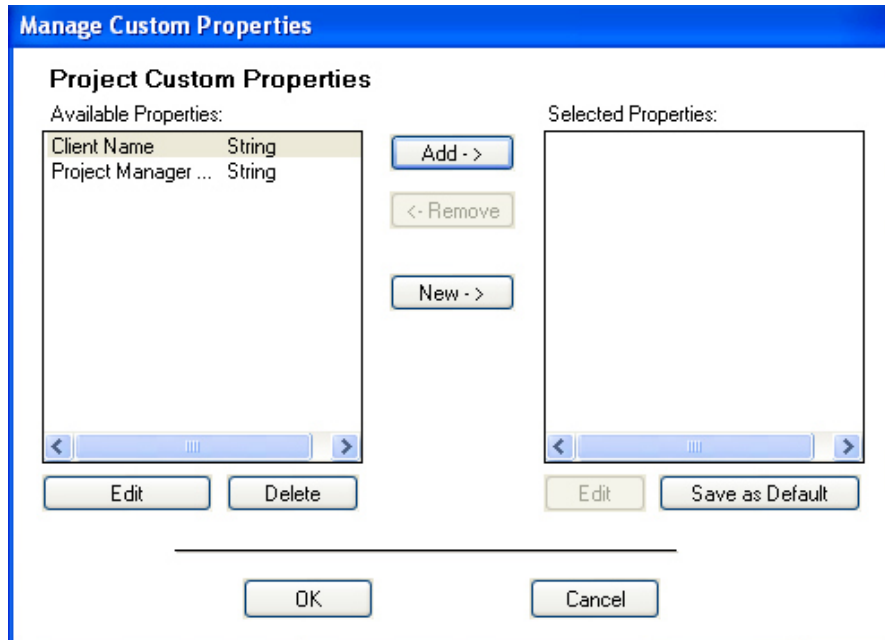 Manage Custom Properties
Project Custom Properties
Available Properties:
Client Name String
Project Manager ... String
Edit Delete
Add - >
<- Remove
New - >
Selected Properties:
Edit Save as Default
OK Cancel